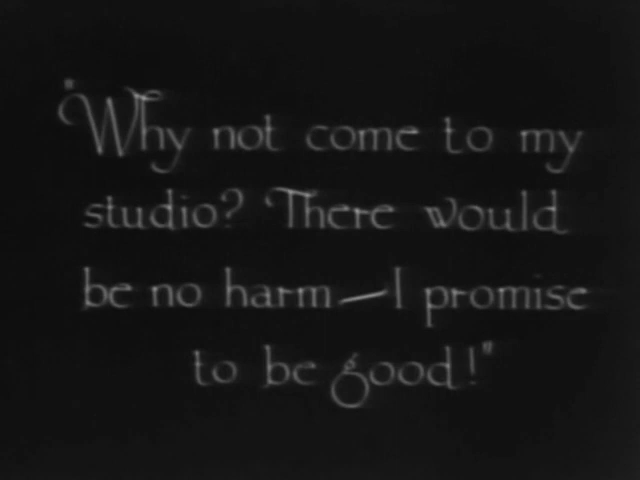 "Why not come to my
studio? There would
be no harm—I promise
to be good!"